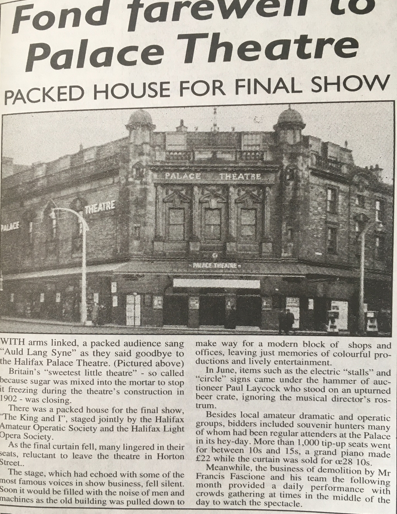 Fond farewell to
Palace Theatre
PACKED HOUSE FOR FINAL SHOW
PALACE THEATRE
PALACE THEATRE
PALACE THEATRE
WITH arms linked, a packed audience sang
"Auld Lang Syne" as they said goodbye to
the Halifax Palace Theatre. (Pictured above)
Britain's "sweetest little theatre" - so called
because sugar was mixed into the mortar to stop
it freezing during the theatre's construction in
1902 - was closing.
There was a packed house for the final show,
"The King and I", staged jointly by the Halifax
Amateur Operatic Society and the Halifax Light
Opera Society.
As the final curtain fell, many lingered in their
seats, reluctant to leave the theatre in Horton
Street..
The stage, which had echoed with some of the
most famous voices in show business, fell silent.
Soon it would be filled with the noise of men and
machines as the old building was pulled down to
make way for a modern block of shops and
offices, leaving just memories of colourful pro-
ductions and lively entertainment.
In June, items such as the electric "stalls" and
"circle" signs came under the hammer of auc-
tioneer Paul Laycock who stood on an upturned
beer crate, ignoring the musical director's ros-
trum.
Besides local amateur dramatic and operatic
groups, bidders included souvenir hunters many
of whom had been regular attenders at the Palace
in its hey-day. More than 1,000 tip-up seats went
for between 10s and 15s, a grand piano made
£22 while the curtain was sold for œ28 10s.
Meanwhile, the business of demolition by Mr
Francis Fascione and his team the following
month provided a daily performance with
crowds gathering at times in the middle of the
day to watch the spectacle.